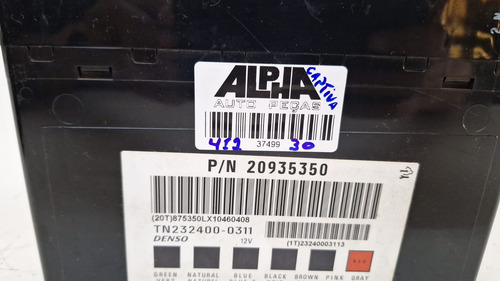 ALPHA
AUTO PEÇAS
CAPTIVA
412 37499 30
P/N 20935350
(20T)875350LX10460408
TN232400-0311
DENSO 12V (1T)23240003113
GREEN NATURAL BLUE BLACK BROWN PINK GRAY